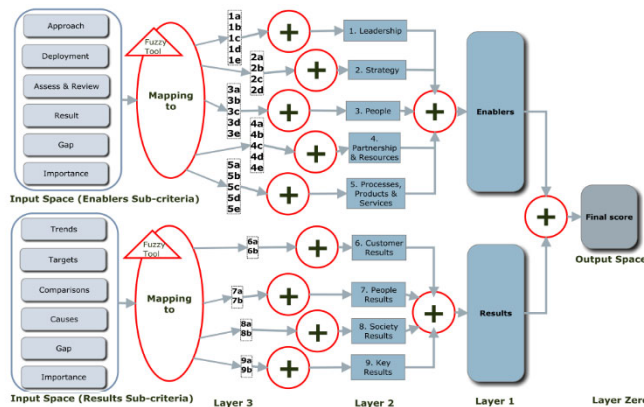 Approach
Deployment
Assess & Review
Result
Gap
Importance
Input Space (Enablers Sub-criteria)
Fuzzy
Tool
Mapping
to
1a
1b
1c
1d
1e
2a
2b
2c
2d
3a
3b
3c
3d
3e
4a
4b
4c
4d
4e
5a
5b
5c
5d
5e
+
+
+
+
+
1. Leadership
2. Strategy
3. People
4.
Partnership
& Resources
5. Processes,
Products &
Services
+
Enablers
Trends
Targets
Comparisons
Causes
Gap
Importance
Input Space (Results Sub-criteria)
Fuzzy
Tool
Mapping
to
6a
6b
7a
7b
8a
8b
9a
9b
+
+
+
+
6. Customer
Results
7. People
Results
8. Society
Results
9. Key
Results
+
Results
+
Final score
Output Space
Layer 3
Layer 2
Layer 1
Layer Zero